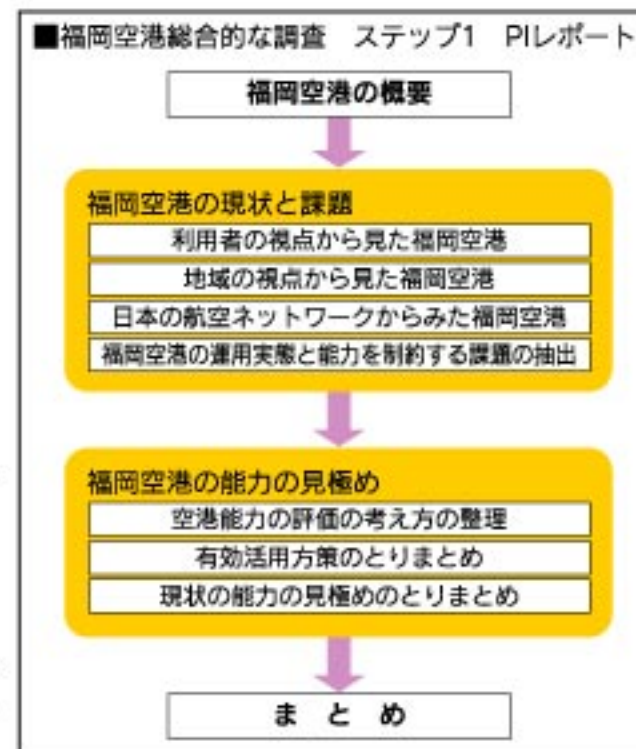 ■福岡空港総合的な調査　ステップ1　PIレポート
福岡空港の概要
福岡空港の現状と課題
利用者の視点から見た福岡空港
地域の視点から見た福岡空港
日本の航空ネットワークからみた福岡空港
福岡空港の運用実態と能力を制約する課題の抽出
福岡空港の能力の見極め
空港能力の評価の考え方の整理
有効活用方策のとりまとめ
現状の能力の見極めのとりまとめ
ま　と　め